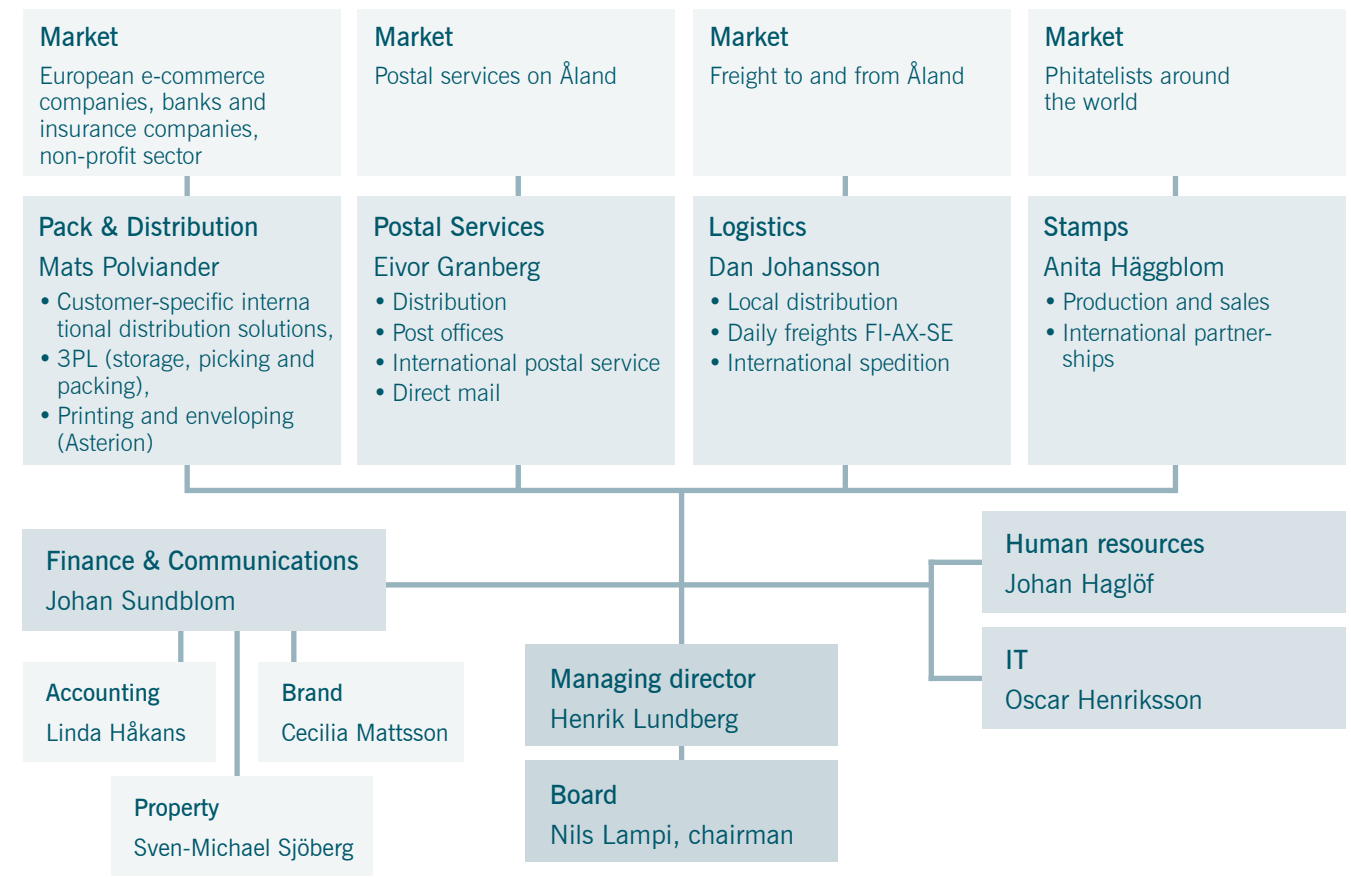 Market
European e-commerce
companies, banks and
insurance companies,
non-profit sector
Market
Postal services on Åland
Market
Freight to and from Åland
Market
Phitatelists around
the world
Pack & Distribution
Mats Polviander
• Customer-specific interna
tional distribution solutions,
• 3PL (storage, picking and
packing),
• Printing and enveloping
(Asterion)
Postal Services
Eivor Granberg
• Distribution
• Post offices
• International postal service
• Direct mail
Logistics
Dan Johansson
• Local distribution
• Daily freights FI-AX-SE
• International spedition
Stamps
Anita Häggblom
• Production and sales
• International partner-
ships
Finance & Communications
Johan Sundblom
Human resources
Johan Haglöf
IT
Oscar Henriksson
Accounting
Linda Håkans
Brand
Cecilia Mattsson
Property
Sven-Michael Sjöberg
Managing director
Henrik Lundberg
Board
Nils Lampi, chairman